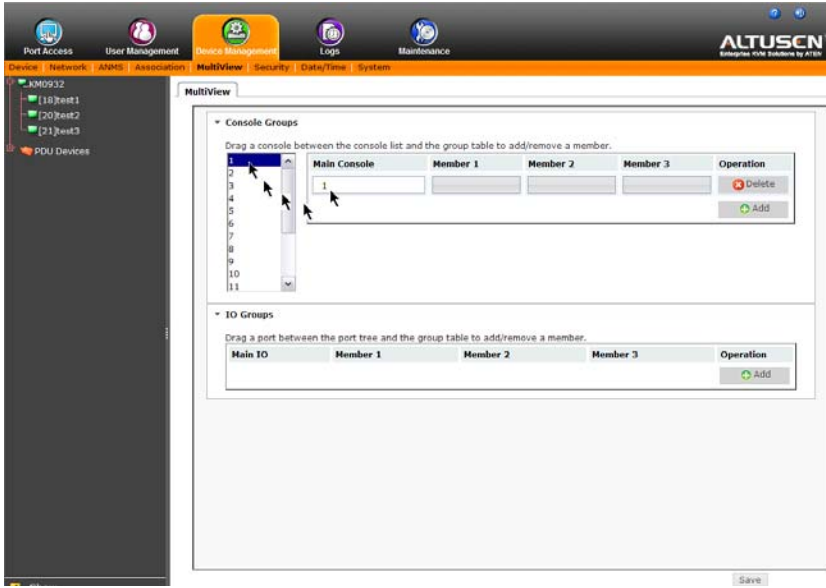 Port Access User Management Device Management Logs Maintenance
ALTUSEN
Enterprise KVM Solutions by ATEN
Device Network ANMS Association MultiView Security Date/Time System
KM0932
[18]test1
[20]test2
[21]test3
PDU Devices
MultiView
Console Groups
Drag a console between the console list and the group table to add/remove a member.
1
2
3
4
5
6
7
8
9
10
11
Main Console Member 1 Member 2 Member 3 Operation
1 Delete
Add
IO Groups
Drag a port between the port tree and the group table to add/remove a member.
Main IO Member 1 Member 2 Member 3 Operation
Add
Save